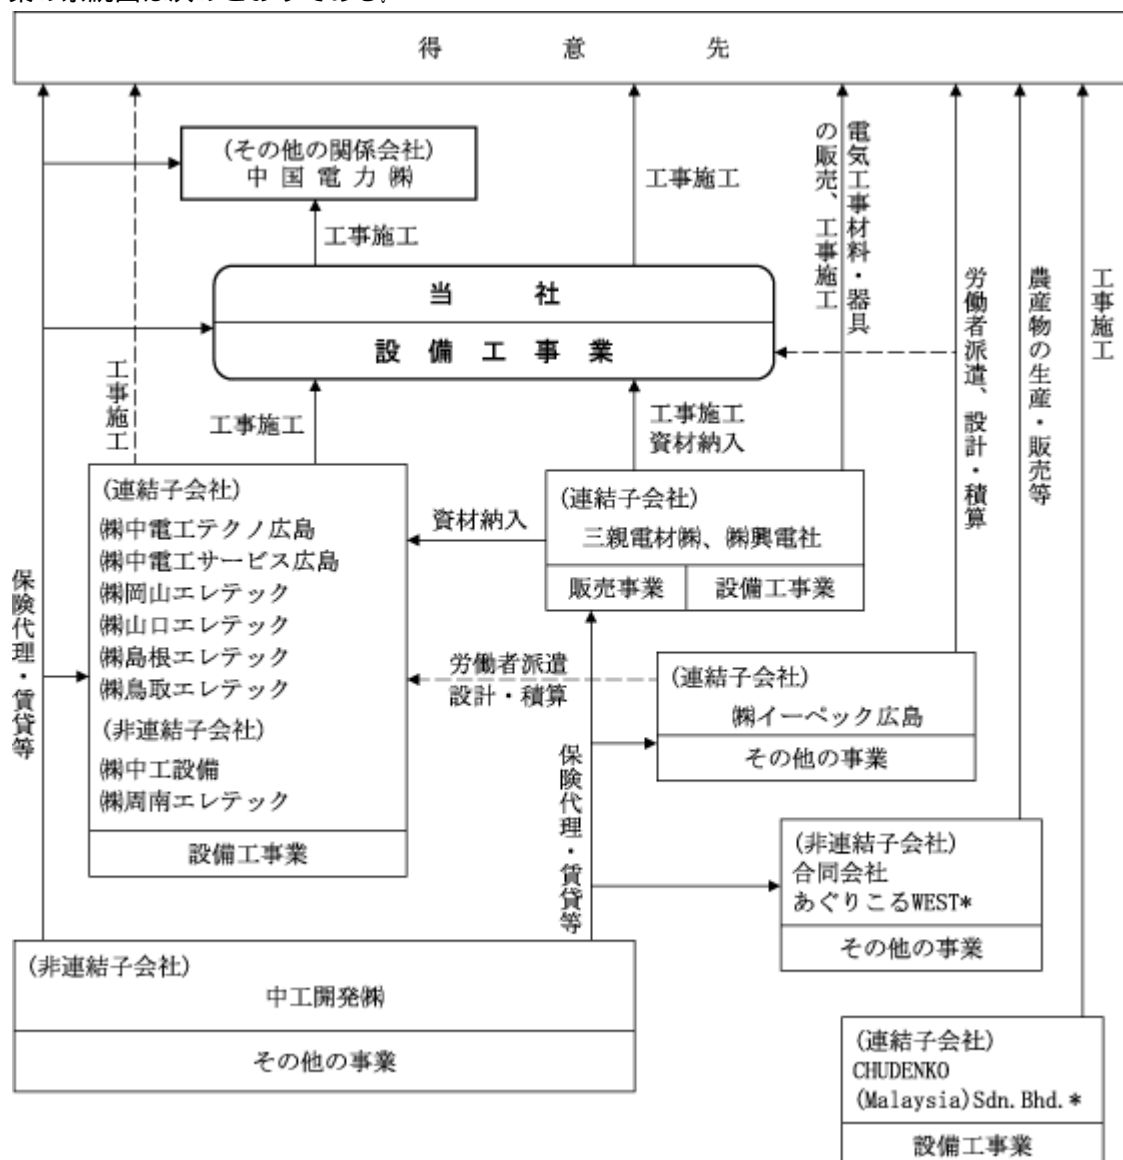 得意先
(その他の関係会社)
中国電力㈱
工事施工
工事施工
電気工事材料・器具
の販売、工事施工
労働者派遣、設計・積算
農産物の生産・販売等
工事施工
当社
設備工事業
工事施工
工事施工
工事施工
資材納入
(連結子会社)
㈱中電工テクノ広島
㈱中電工サービス広島
㈱岡山エレテック
㈱山口エレテック
㈱島根エレテック
㈱鳥取エレテック
(非連結子会社)
㈱中工設備
㈱周南エレテック
設備工事業
資材納入
(連結子会社)
三親電材㈱、㈱興電社
販売事業
設備工事業
保険代理・賃貸等
労働者派遣
設計・積算
(連結子会社)
㈱イーペック広島
その他の事業
保険代理・賃貸等
(非連結子会社)
合同会社
あぐりこるWEST*
その他の事業
(非連結子会社)
中工開発㈱
その他の事業
(連結子会社)
CHUDENKO
(Malaysia)Sdn.Bhd.*
設備工事業